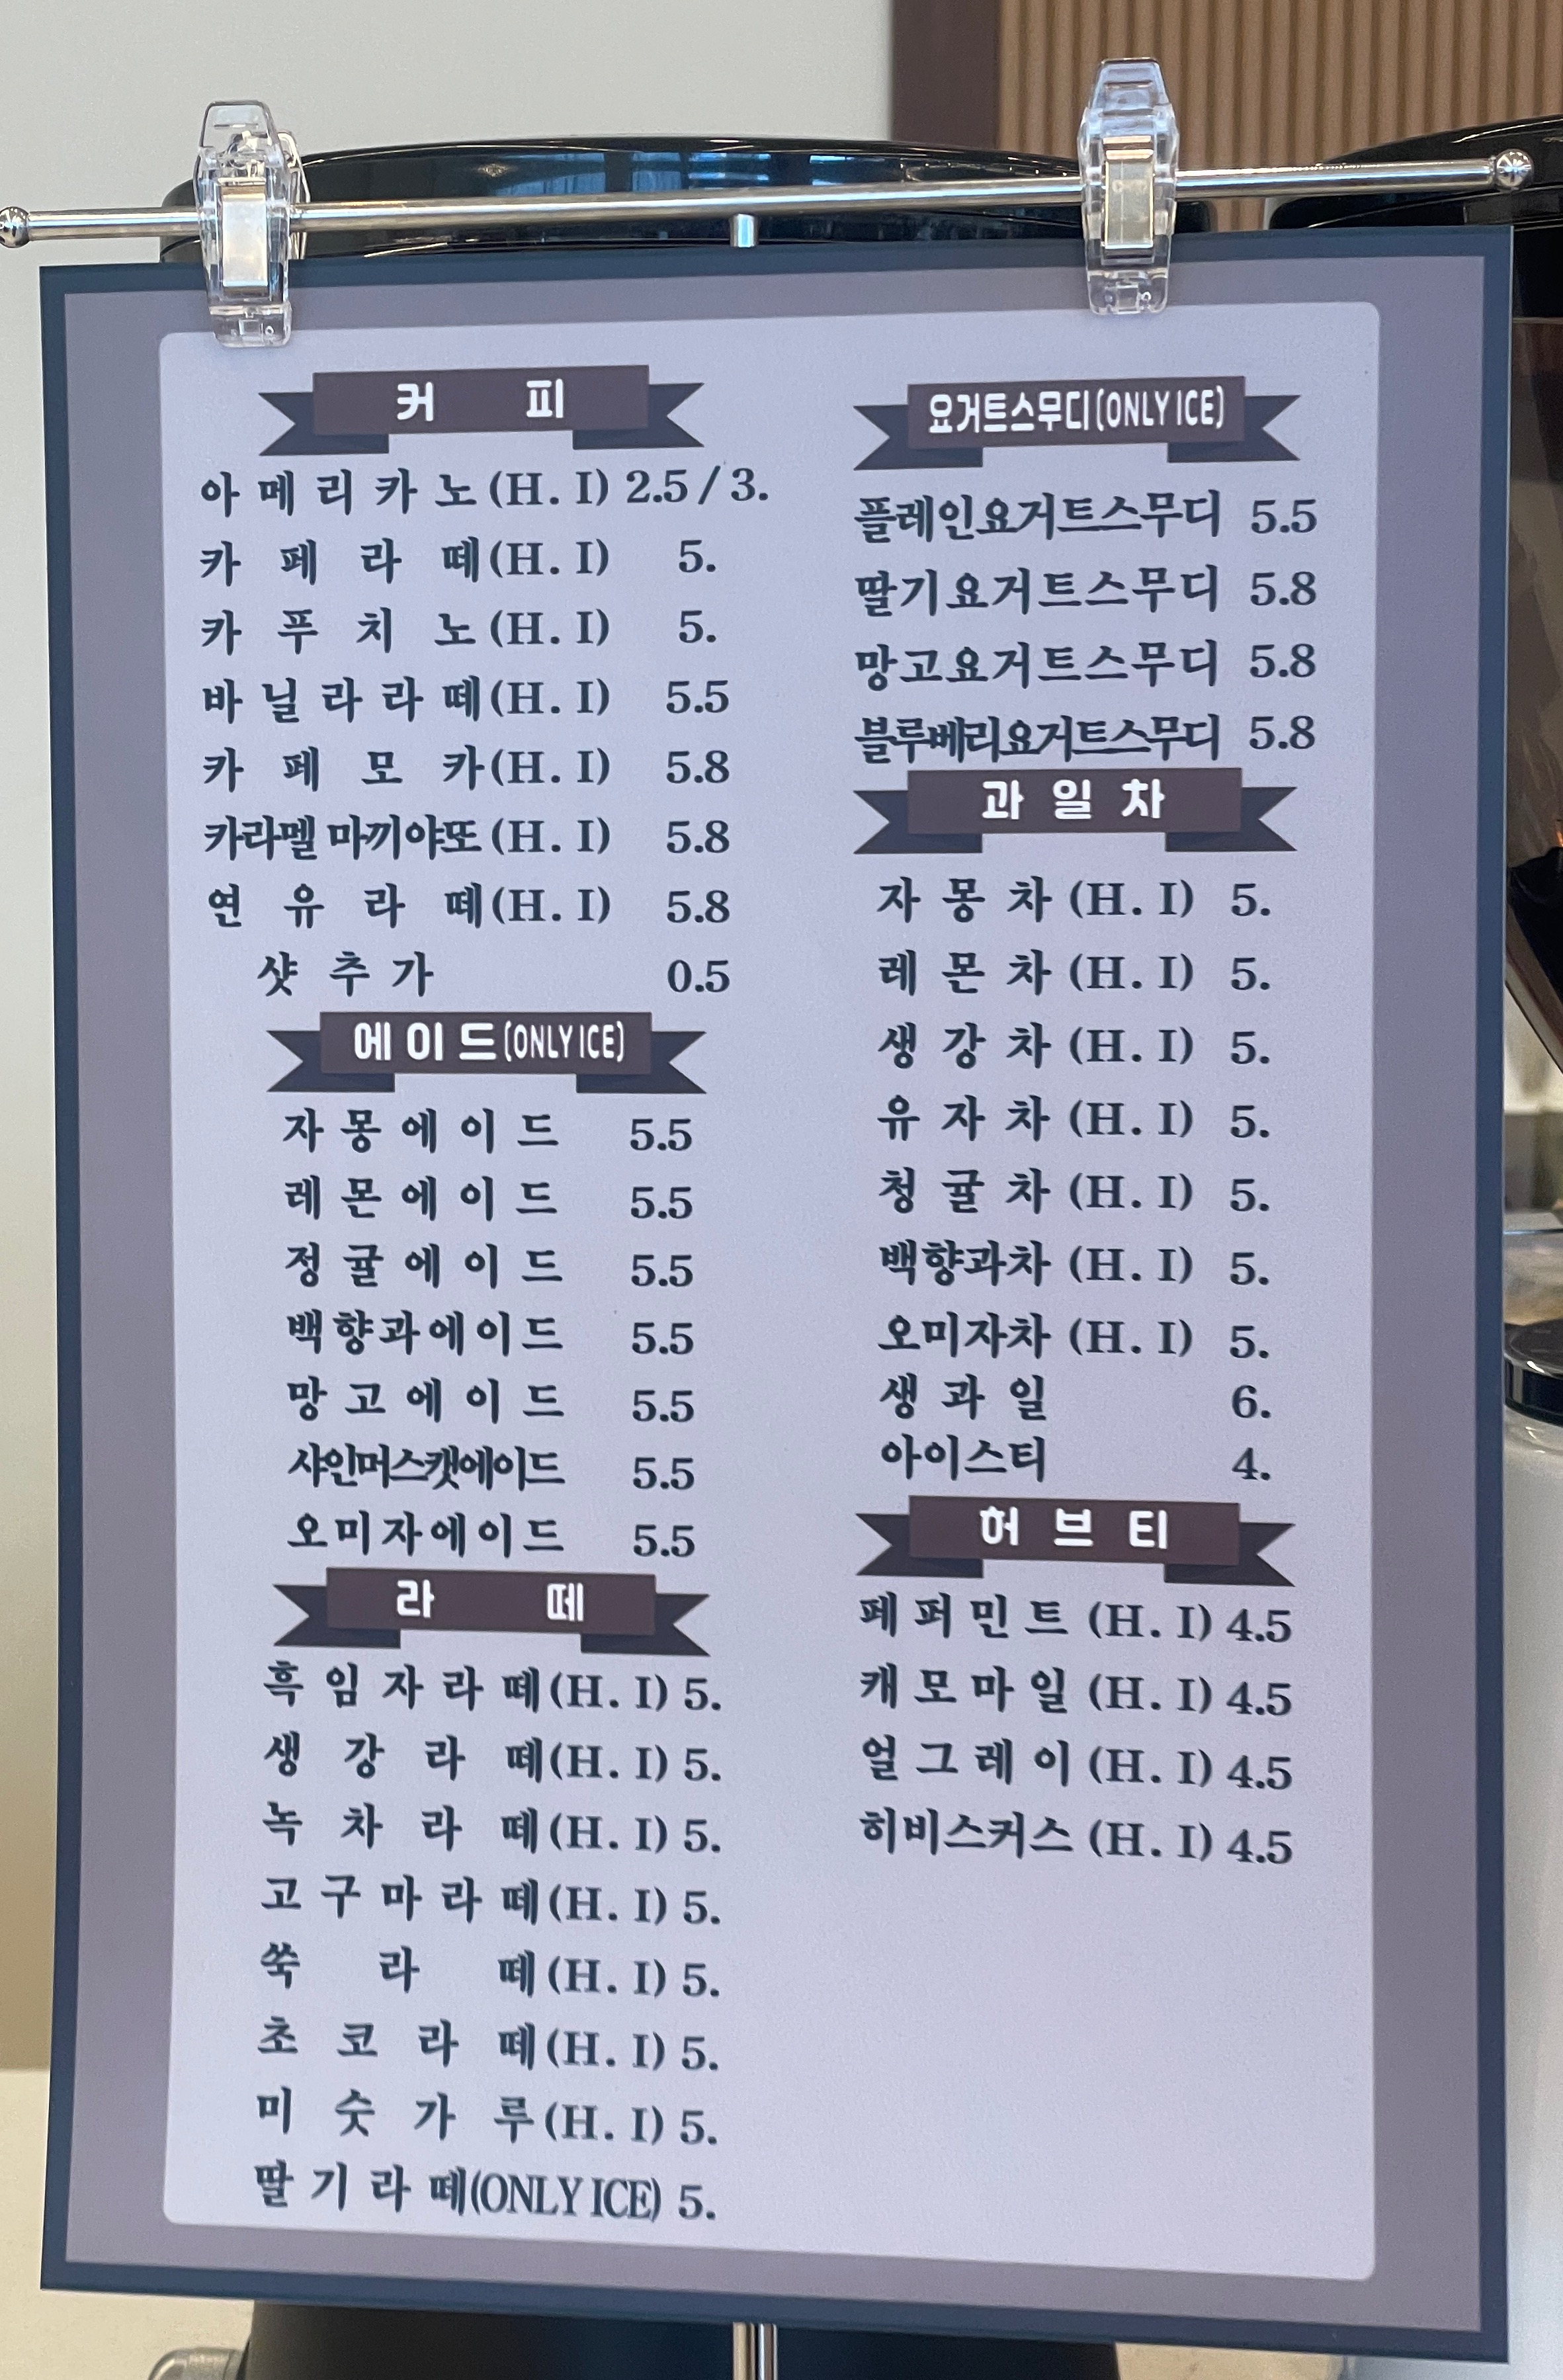 커 피
아메리카노(H. I) 2.5 / 3.
카페라떼(H. I) 5.
카푸치노(H. I) 5.
바닐라라떼(H. I) 5.5
카페모카(H. I) 5.8
카라멜 마끼야또(H. I) 5.8
연유라떼(H. I) 5.8
샷추가 0.5
에이드(ONLY ICE)
자몽에이드 5.5
레몬에이드 5.5
정귤에이드 5.5
백향과에이드 5.5
망고에이드 5.5
샤인머스캣에이드 5.5
오미자에이드 5.5
라 떼
흑임자라떼(H. I) 5.
생강라떼(H. I) 5.
녹차라떼(H. I) 5.
고구마라떼(H. I) 5.
쑥라떼(H. I) 5.
초코라떼(H. I) 5.
미숫가루(H. I) 5.
딸기라떼(ONLY ICE) 5.
요거트스무디(ONLY ICE)
플레인요거트스무디 5.5
딸기요거트스무디 5.8
망고요거트스무디 5.8
블루베리요거트스무디 5.8
과 일 차
자몽차 (H. I) 5.
레몬차 (H. I) 5.
생강차 (H. I) 5.
유자차 (H. I) 5.
청귤차 (H. I) 5.
백향과차 (H. I) 5.
오미자차 (H. I) 5.
생과일 6.
아이스티 4.
허 브 티
페퍼민트 (H. I) 4.5
캐모마일 (H. I) 4.5
얼그레이 (H. I) 4.5
히비스커스 (H. I) 4.5